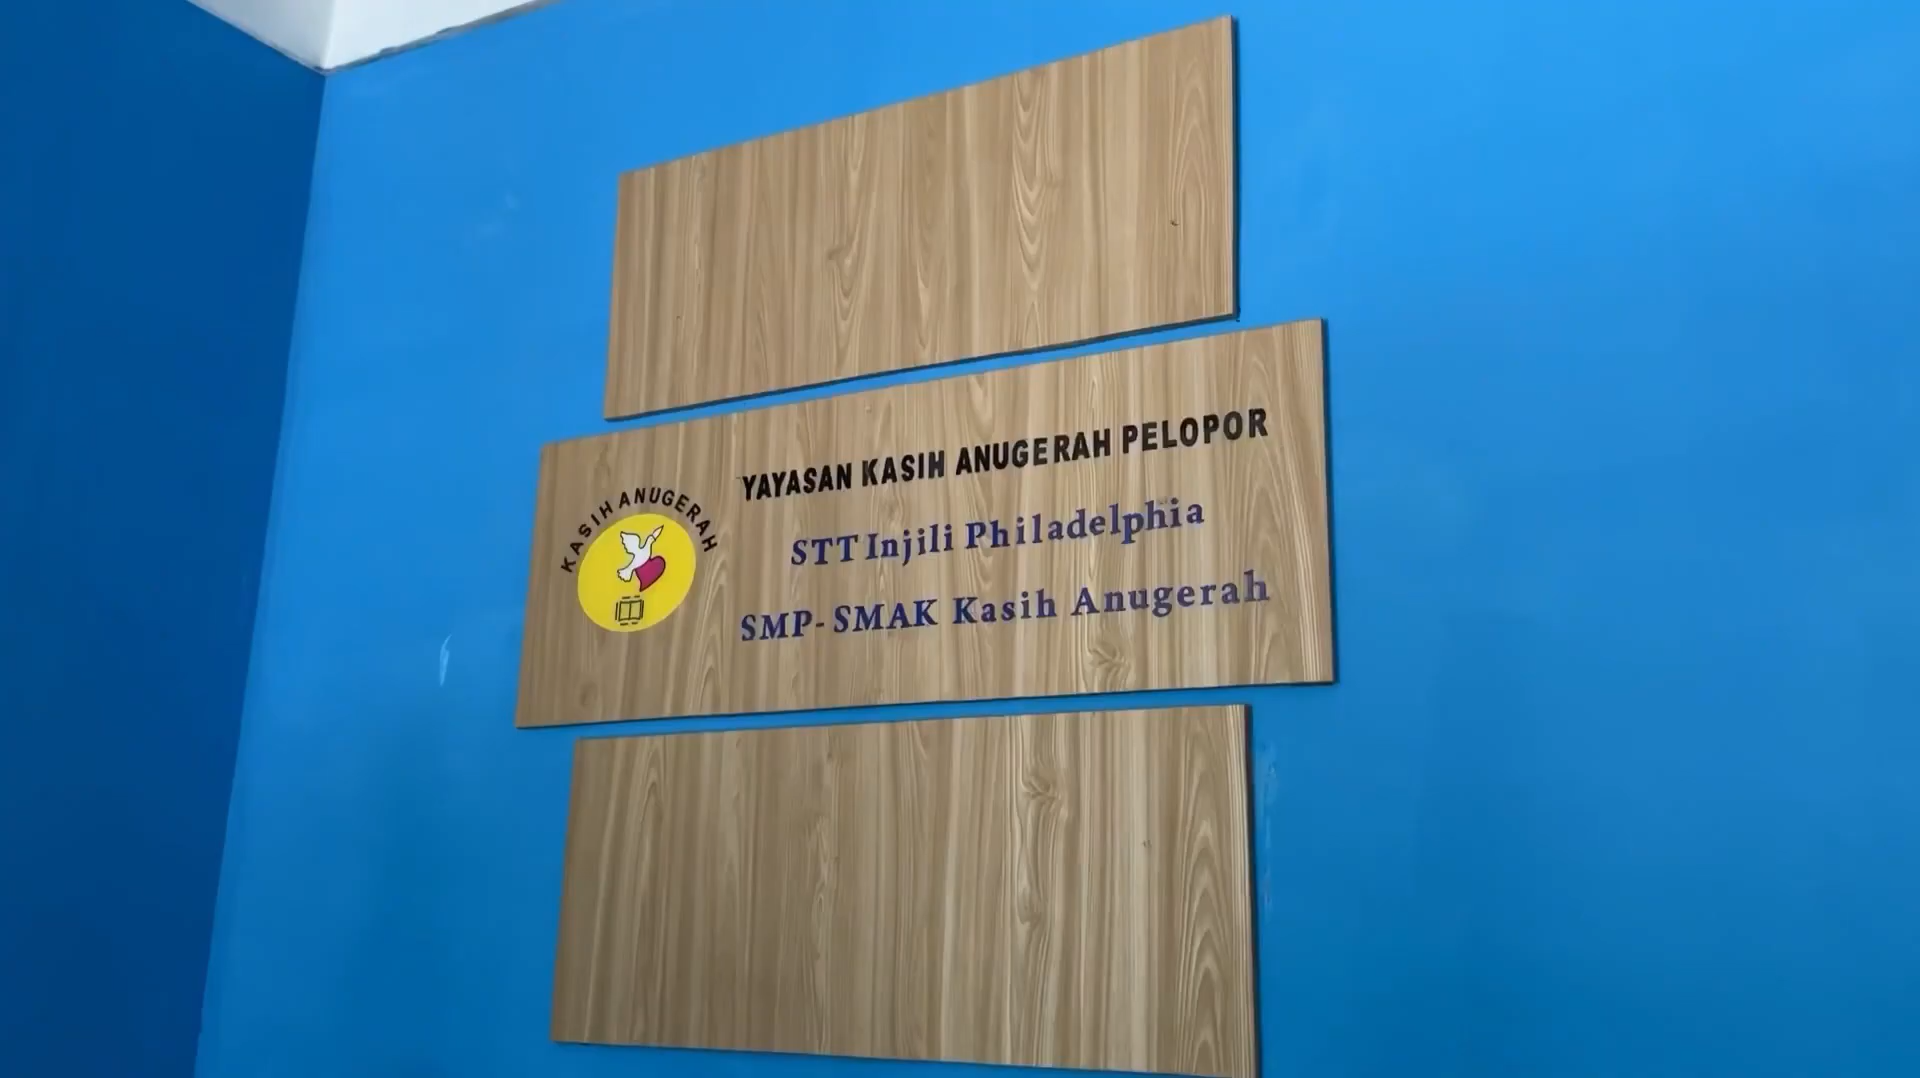 KASIH ANUGERAH
YAYASAN KASIH ANUGERAH PELOPOR
STT Injili Philadelphia
SMP-SMAK Kasih Anugerah